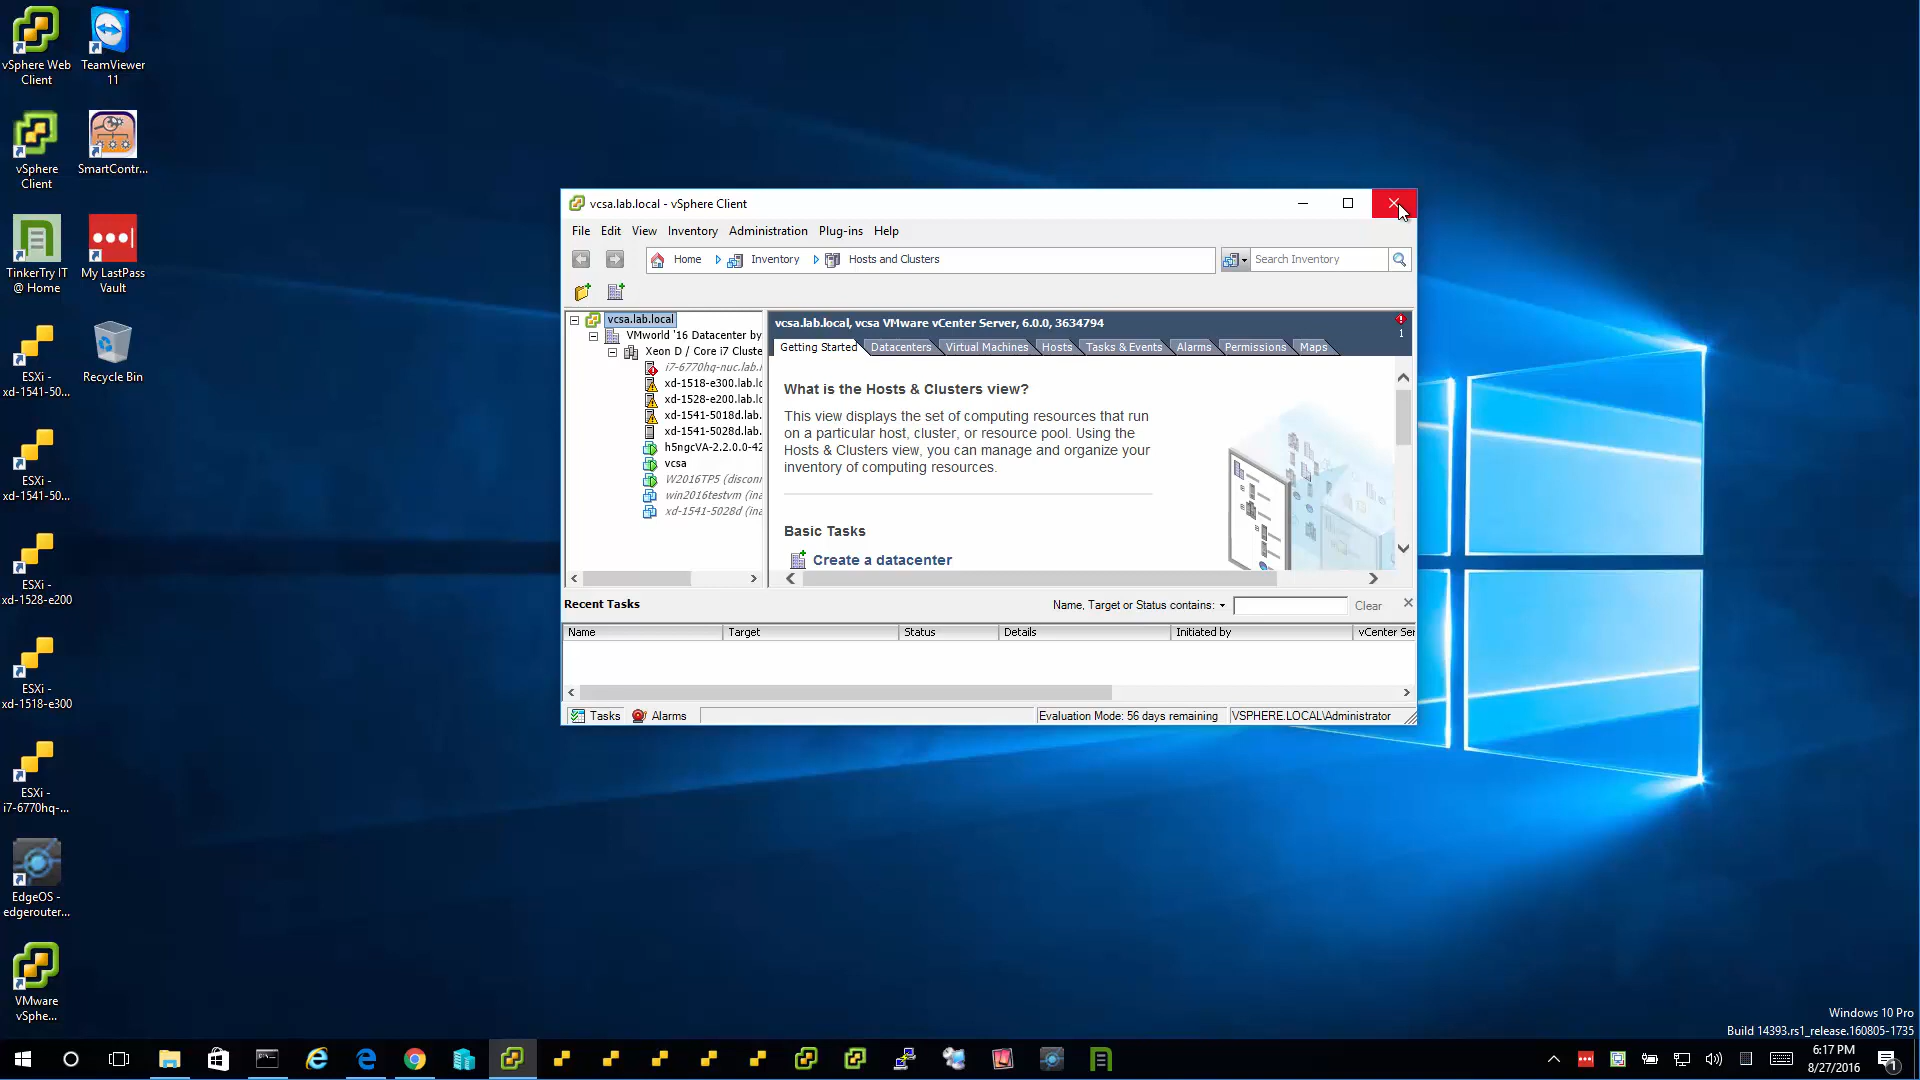 vSphere Web
Client
TeamViewer
11
vSphere
Client
SmartContr...
TinkerTry IT
@ Home
My LastPass
Vault
ESXi -
xd-1541-50...
Recycle Bin
ESXi -
xd-1541-50...
ESXi -
xd-1528-e200
ESXi -
xd-1518-e300
ESXi -
i7-6770hq-...
EdgeOS -
edgerouter...
VMware
vSphe...
vcsa.lab.local - vSphere Client
File Edit View Inventory Administration Plug-ins Help
Home Inventory Hosts and Clusters
Search Inventory
vcsa.lab.local
VMworld '16 Datacenter by
Xeon D / Core i7 Cluste
i7-6770hq-nuc.lab.l
xd-1518-e300.lab.lo
xd-1528-e200.lab.lo
xd-1541-5018d.lab.
xd-1541-5028d.lab.
h5ngcVA-2.2.0.0-42
vcsa
W2016TP5 (disconn
win2016testvm (ina
xd-1541-5028d (ina
vcsa.lab.local, vcsa VMware vCenter Server, 6.0.0, 3634794
1
Getting Started Datacenters Virtual Machines Hosts Tasks & Events Alarms Permissions Maps
What is the Hosts & Clusters view?
This view displays the set of computing resources that run
on a particular host, cluster, or resource pool. Using the
Hosts & Clusters view, you can manage and organize your
inventory of computing resources.
Basic Tasks
Create a datacenter
Recent Tasks
Name, Target or Status contains:
Clear
Name Target Status Details Initiated by vCenter Ser
Tasks Alarms
Evaluation Mode: 56 days remaining
VSPHERE.LOCAL\Administrator
Windows 10 Pro
Build 14393.rs1_release.160805-1735
6:17 PM
8/27/2016
1